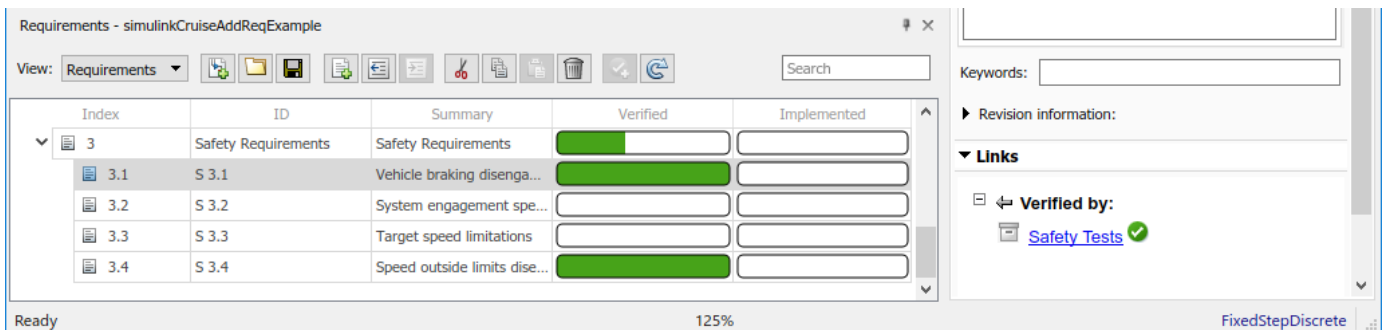 Requirements - simulinkCruiseAddReqExample
View: Requirements
Search
Index ID Summary Verified Implemented
3 Safety Requirements Safety Requirements
3.1 S 3.1 Vehicle braking disenga...
3.2 S 3.2 System engagement spe...
3.3 S 3.3 Target speed limitations
3.4 S 3.4 Speed outside limits dise...
Keywords:
Revision information:
Links
Verified by:
Safety Tests
Ready 125% FixedStepDiscrete